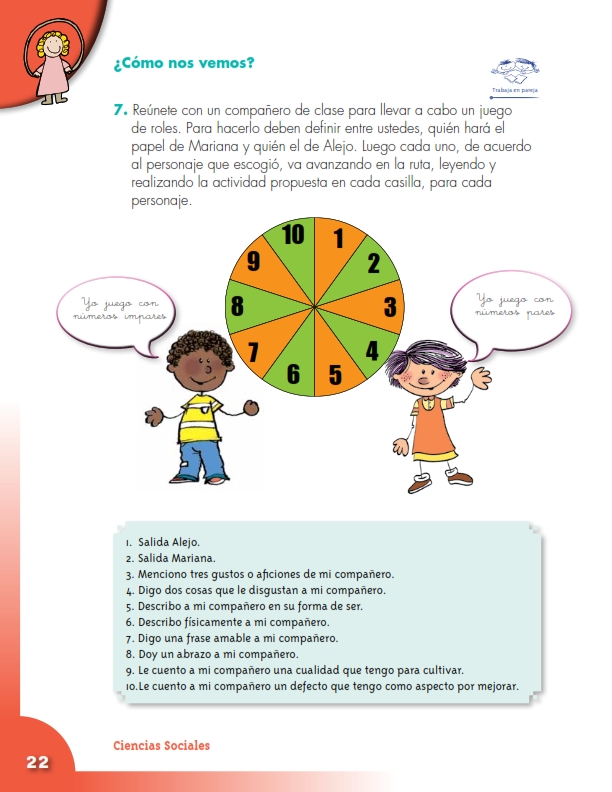 ¿Cómo nos vemos?
Trabaja en pareja
7. Reúnete con un compañero de clase para llevar a cabo un juego
de roles. Para hacerlo deben definir entre ustedes, quién hará el
papel de Mariana y quién el de Alejo. Luego cada uno, de acuerdo
al personaje que escogió, va avanzando en la ruta, leyendo y
realizando la actividad propuesta en cada casilla, para cada
personaje.
10 1
9 2
8 3
7 4
6 5
Yo juego con
números impares
Yo juego con
números pares
1. Salida Alejo.
2. Salida Mariana.
3. Menciono tres gustos o aficiones de mi compañero.
4. Digo dos cosas que le disgustan a mi compañero.
5. Describo a mi compañero en su forma de ser.
6. Describo físicamente a mi compañero.
7. Digo una frase amable a mi compañero.
8. Doy un abrazo a mi compañero.
9. Le cuento a mi compañero una cualidad que tengo para cultivar.
10.Le cuento a mi compañero un defecto que tengo como aspecto por mejorar.
Ciencias Sociales
22